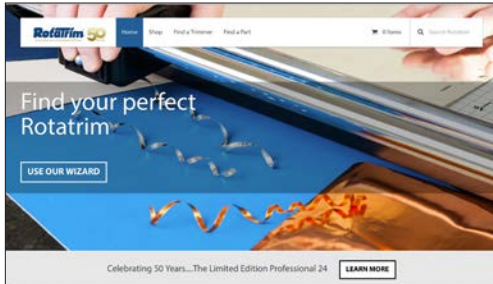 Rotatrim 50
Home Shop Find a Trimmer Find a Part 0 Items Search Rotatrim
Find your perfect
Rotatrim
USE OUR WIZARD
Celebrating 50 Years....The Limited Edition Professional 24 LEARN MORE